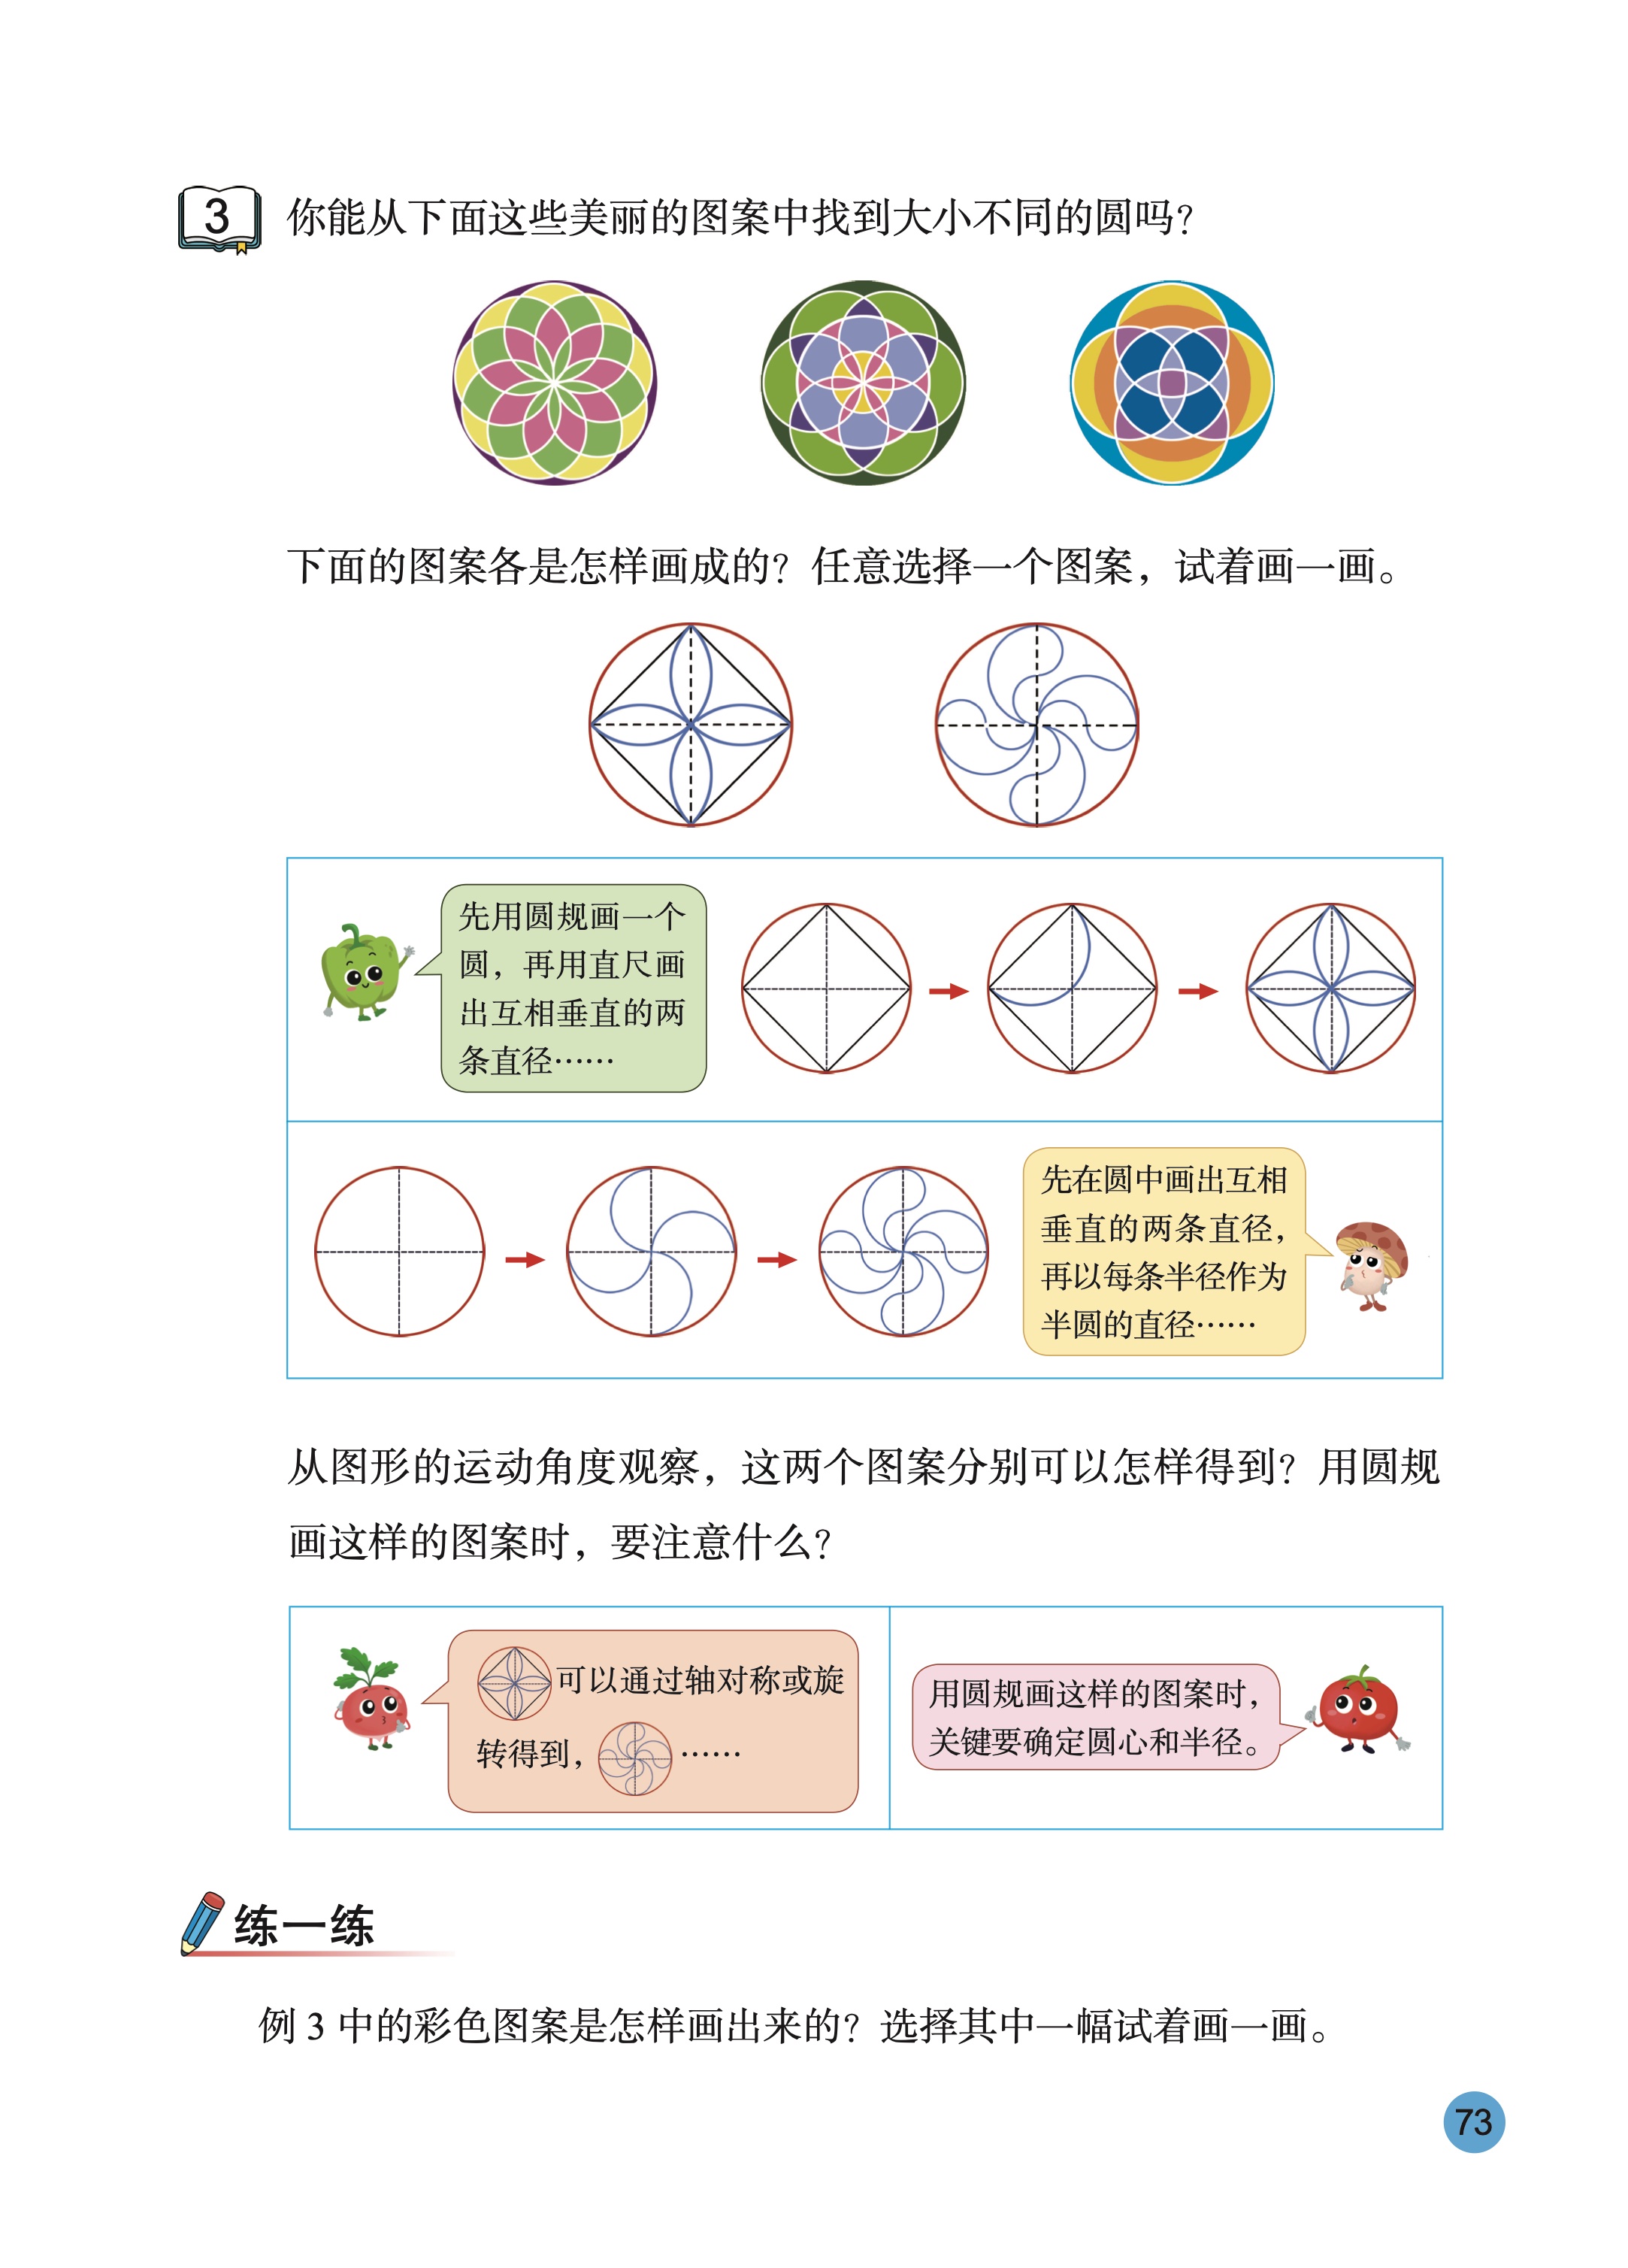 3 你能从下面这些美丽的图案中找到大小不同的圆吗？
下面的图案各是怎样画成的？任意选择一个图案，试着画一画。
先用圆规画一个
圆，再用直尺画
出互相垂直的两
条直径……
先在圆中画出互相
垂直的两条直径，
再以每条半径作为
半圆的直径……
从图形的运动角度观察，这两个图案分别可以怎样得到？用圆规
画这样的图案时，要注意什么？
可以通过轴对称或旋
转得到，……
用圆规画这样的图案时，
关键要确定圆心和半径。
练一练
例 3 中的彩色图案是怎样画出来的？选择其中一幅试着画一画。
73